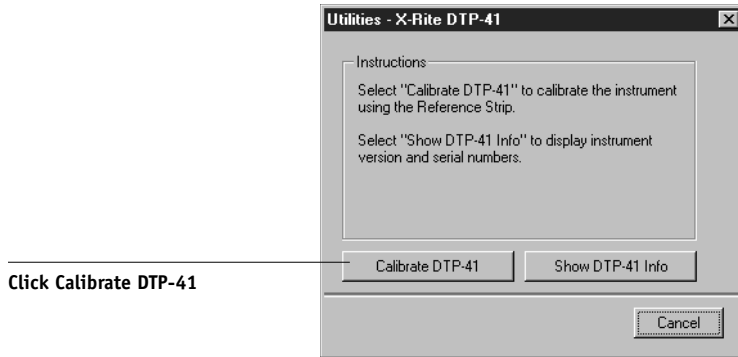 Utilities - X-Rite DTP-41
Instructions
Select "Calibrate DTP-41" to calibrate the instrument
using the Reference Strip.
Select "Show DTP-41 Info" to display instrument
version and serial numbers.
Click Calibrate DTP-41
Calibrate DTP-41
Show DTP-41 Info
Cancel